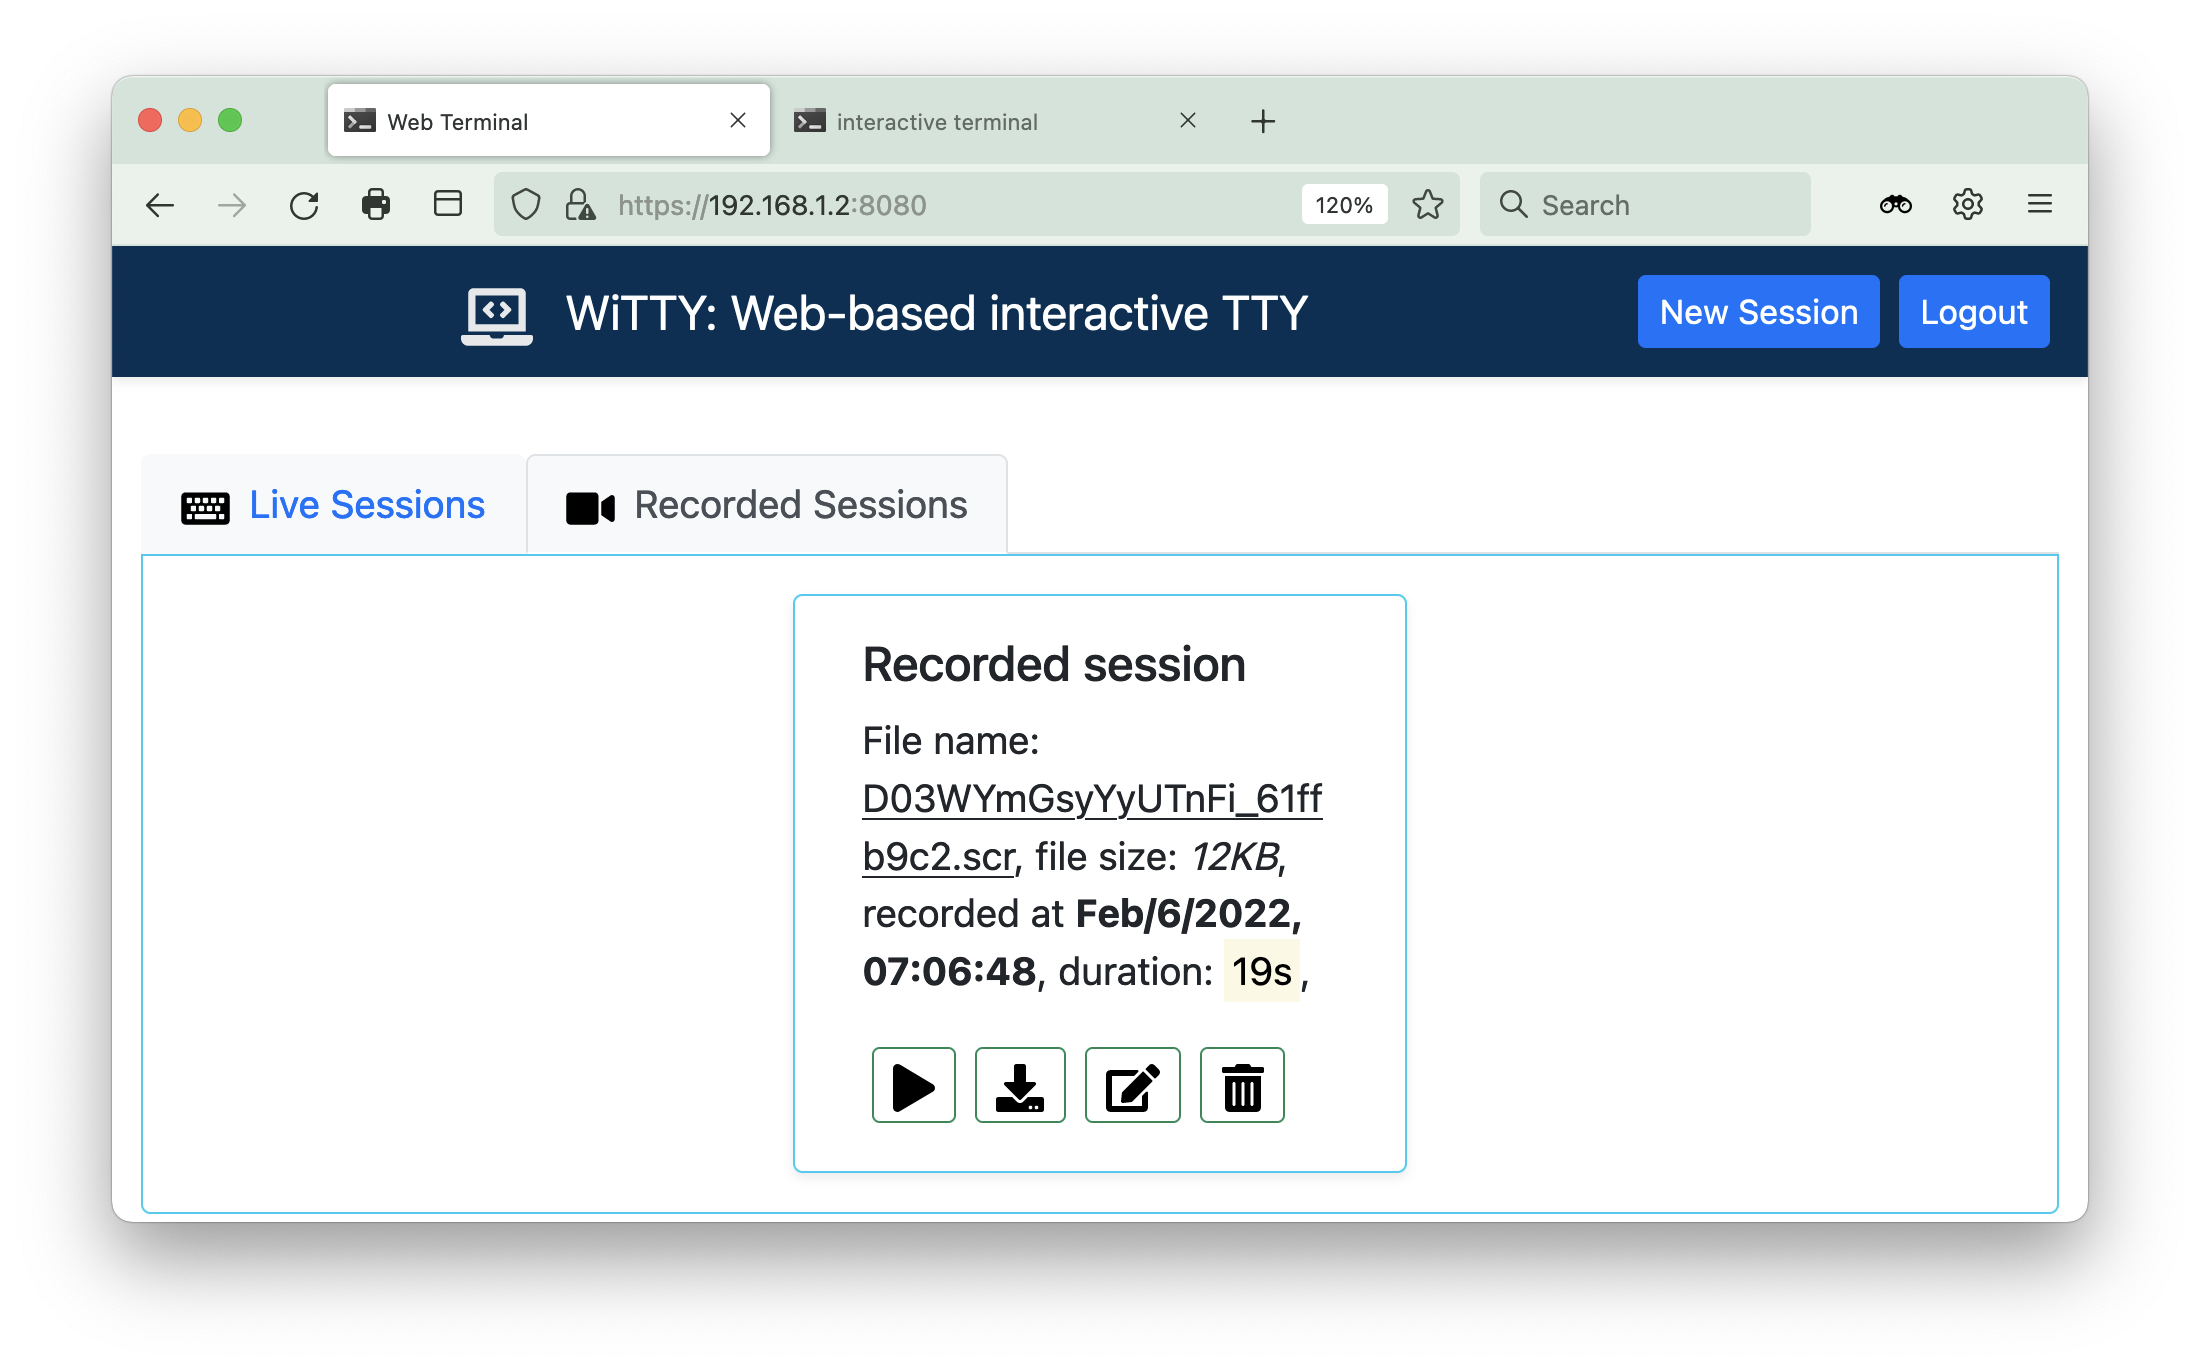 Web Terminal
interactive terminal
https://192.168.1.2:8080
120%
Search
WiTTY: Web-based interactive TTY
New Session
Logout
Live Sessions
Recorded Sessions
Recorded session
File name:
D03WYmGsyYyUTnFi_61ff
b9c2.scr, file size: 12KB,
recorded at Feb/6/2022,
07:06:48, duration: 19s,